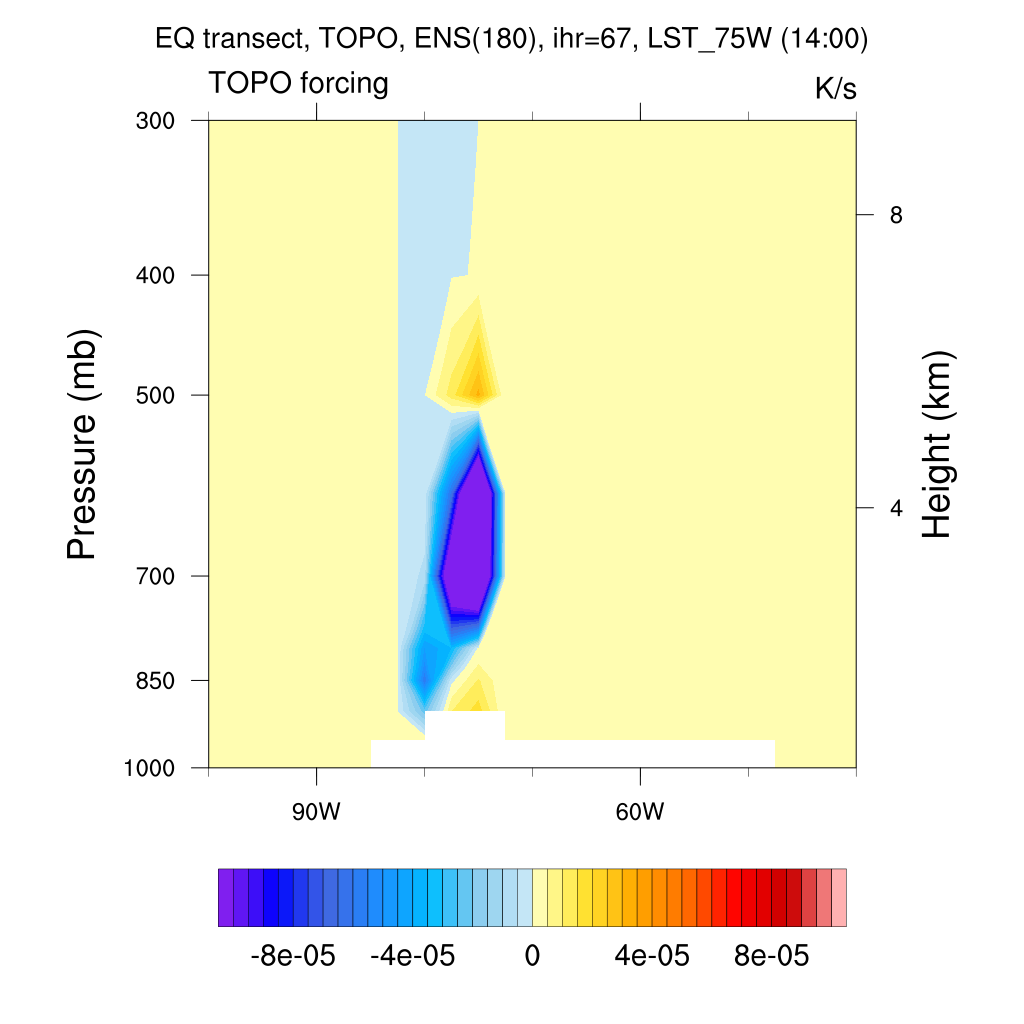 EQ transect, TOPO, ENS(180), ihr=67, LST_75W (14:00)
TOPO forcing
K/s
300
400
500
700
850
1000
Pressure (mb)
8
4
Height (km)
90W
60W
-8e-05
-4e-05
0
4e-05
8e-05